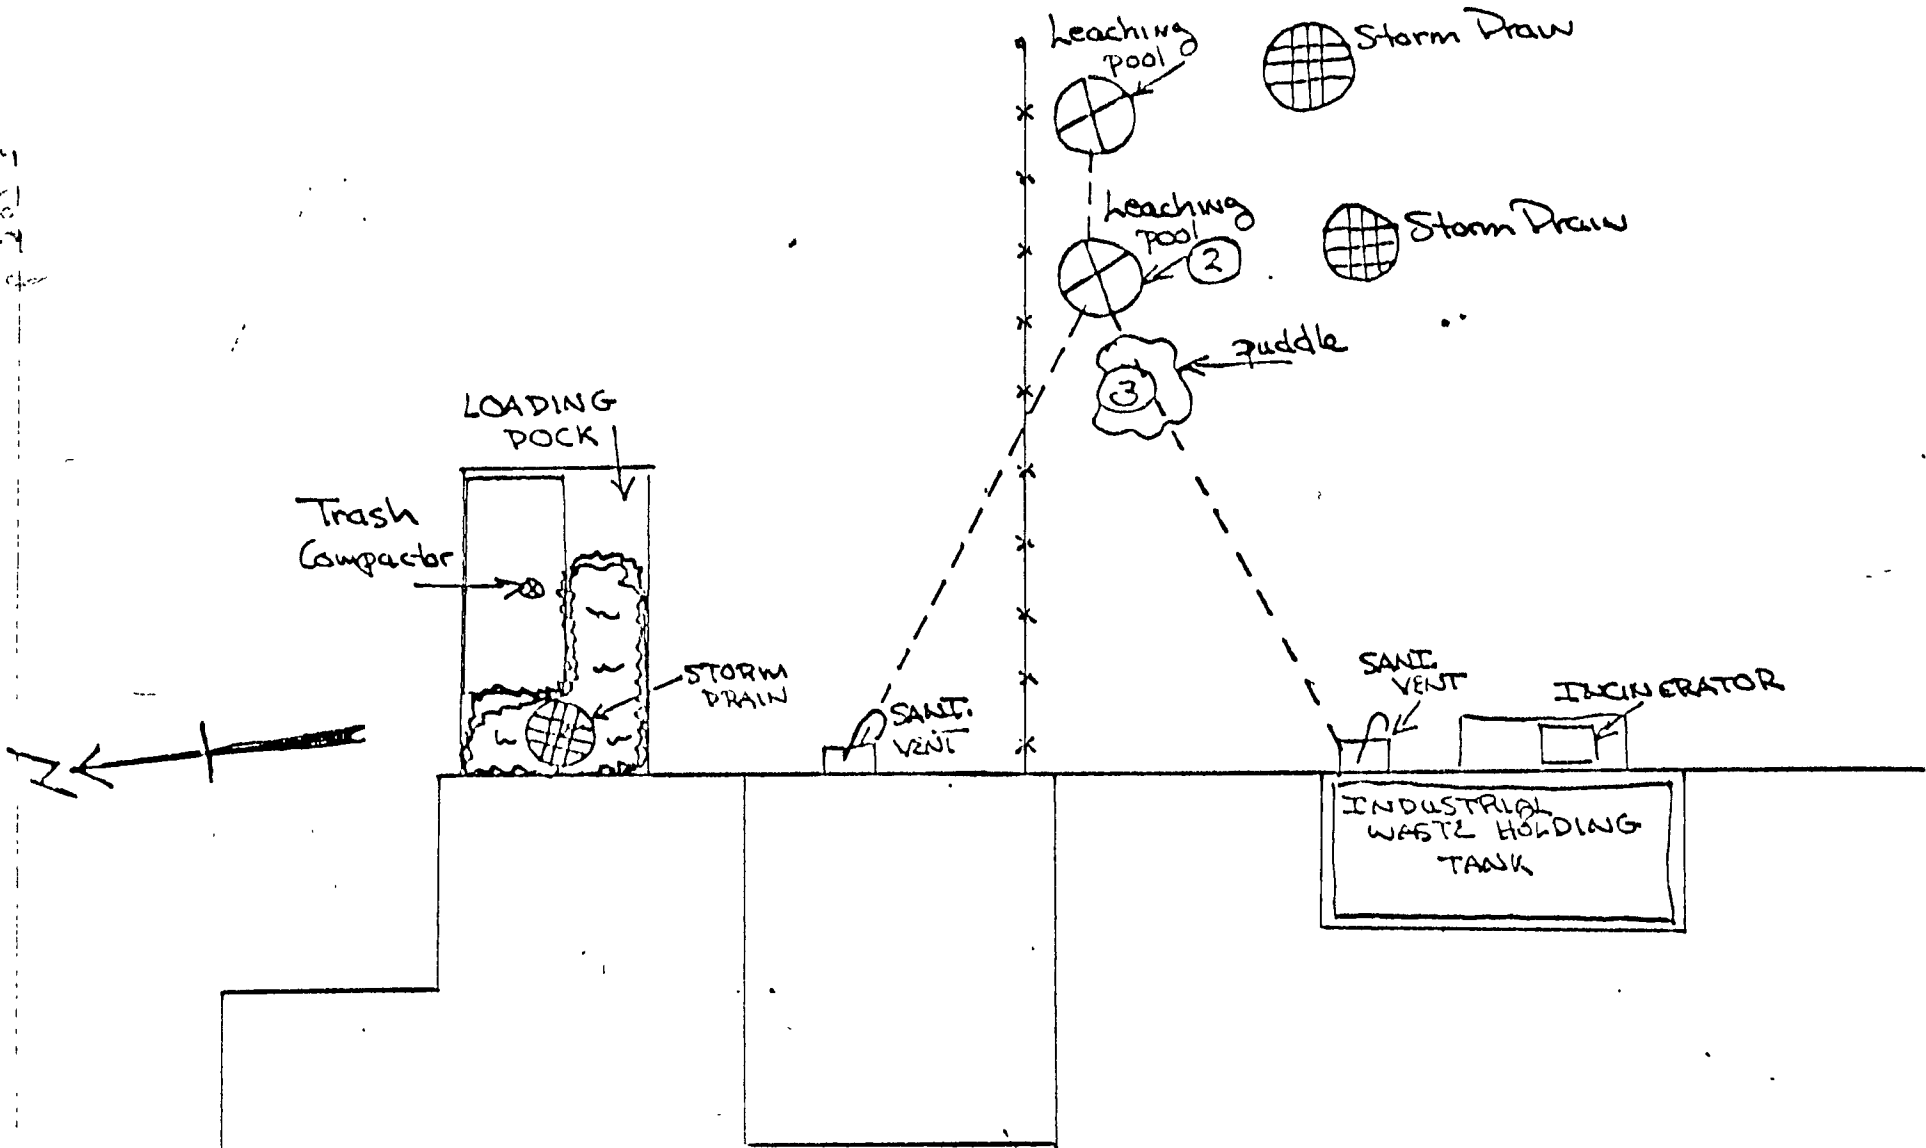 Leaching
pool
Storm Drain
Leaching
pool
2
Storm Drain
puddle
3
LOADING
DOCK
Trash
Compactor
STORM
DRAIN
SANI.
VENT
SANI.
VENT
INCINERATOR
N
INDUSTRIAL
WASTE HOLDING
TANK